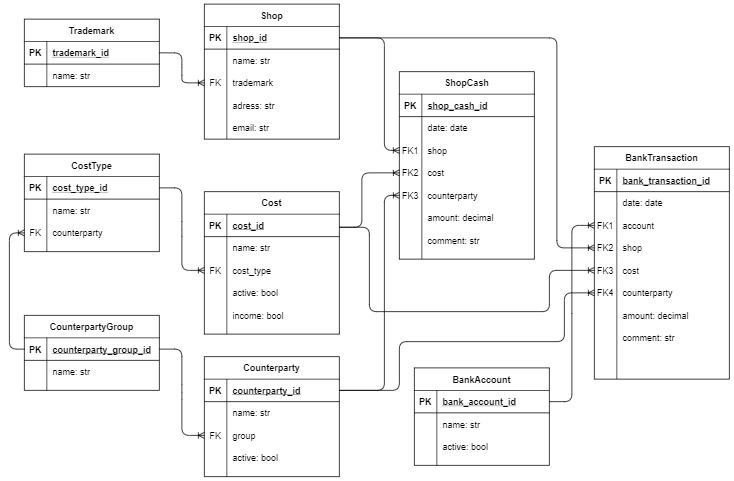 Trademark
PK trademark_id
name: str
Shop
PK shop_id
name: str
FK trademark
adress: str
email: str
ShopCash
PK shop_cash_id
date: date
FK1 shop
FK2 cost
FK3 counterparty
amount: decimal
comment: str
BankTransaction
PK bank_transaction_id
date: date
FK1 account
FK2 shop
FK3 cost
FK4 counterparty
amount: decimal
comment: str
CostType
PK cost_type_id
name: str
FK counterparty
Cost
PK cost_id
name: str
FK cost_type
active: bool
income: bool
CounterpartyGroup
PK counterparty_group_id
name: str
Counterparty
PK counterparty_id
name: str
FK group
active: bool
BankAccount
PK bank_account_id
name: str
active: bool